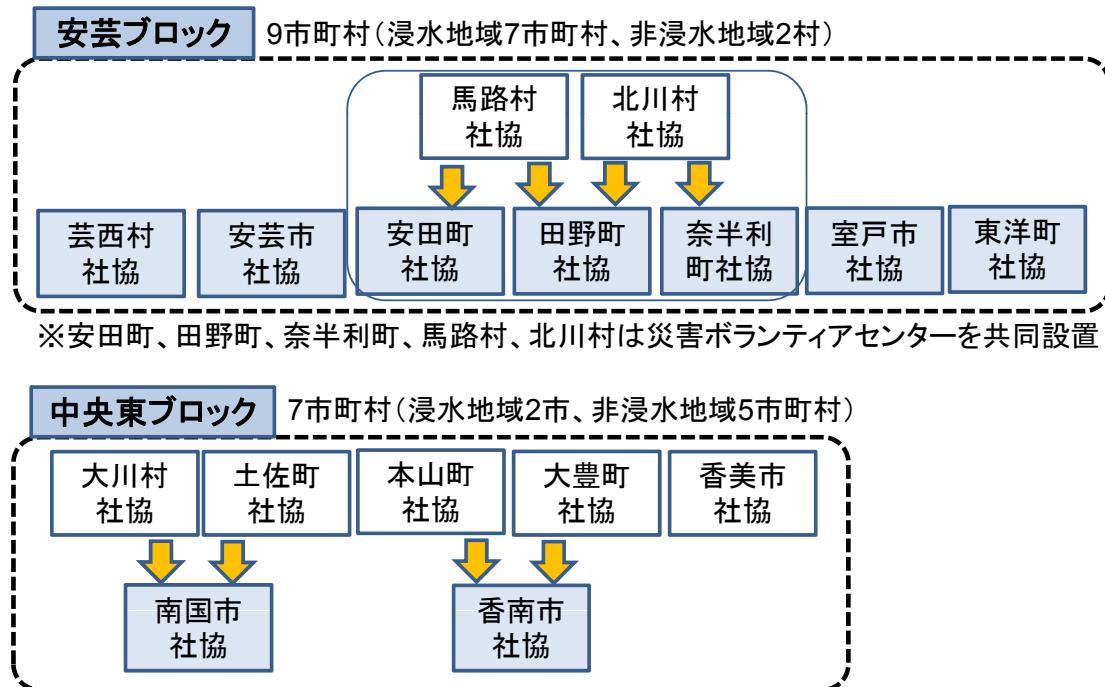 安芸ブロック
9市町村（浸水地域7市町村、非浸水地域2村）
馬路村
社協
北川村
社協
芸西村
社協
安芸市
社協
安田町
社協
田野町
社協
奈半利
町社協
室戸市
社協
東洋町
社協
※安田町、田野町、奈半利町、馬路村、北川村は災害ボランティアセンターを共同設置
中央東ブロック
7市町村（浸水地域2市、非浸水地域5市町村）
大川村
社協
土佐町
社協
本山町
社協
大豊町
社協
香美市
社協
南国市
社協
香南市
社協